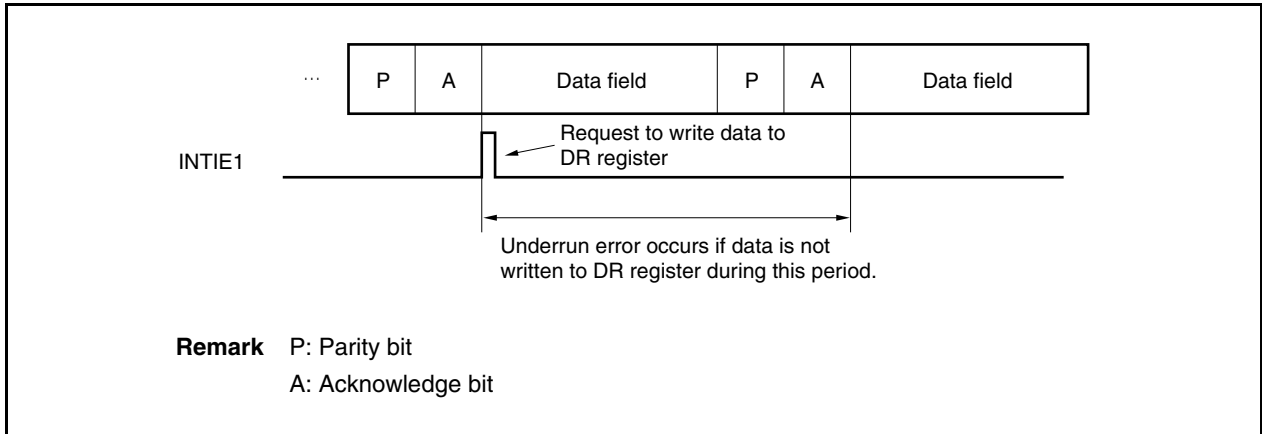 … P A Data field P A Data field
Request to write data to
DR register
INTIE1
Underrun error occurs if data is not
written to DR register during this period.
Remark P: Parity bit
A: Acknowledge bit